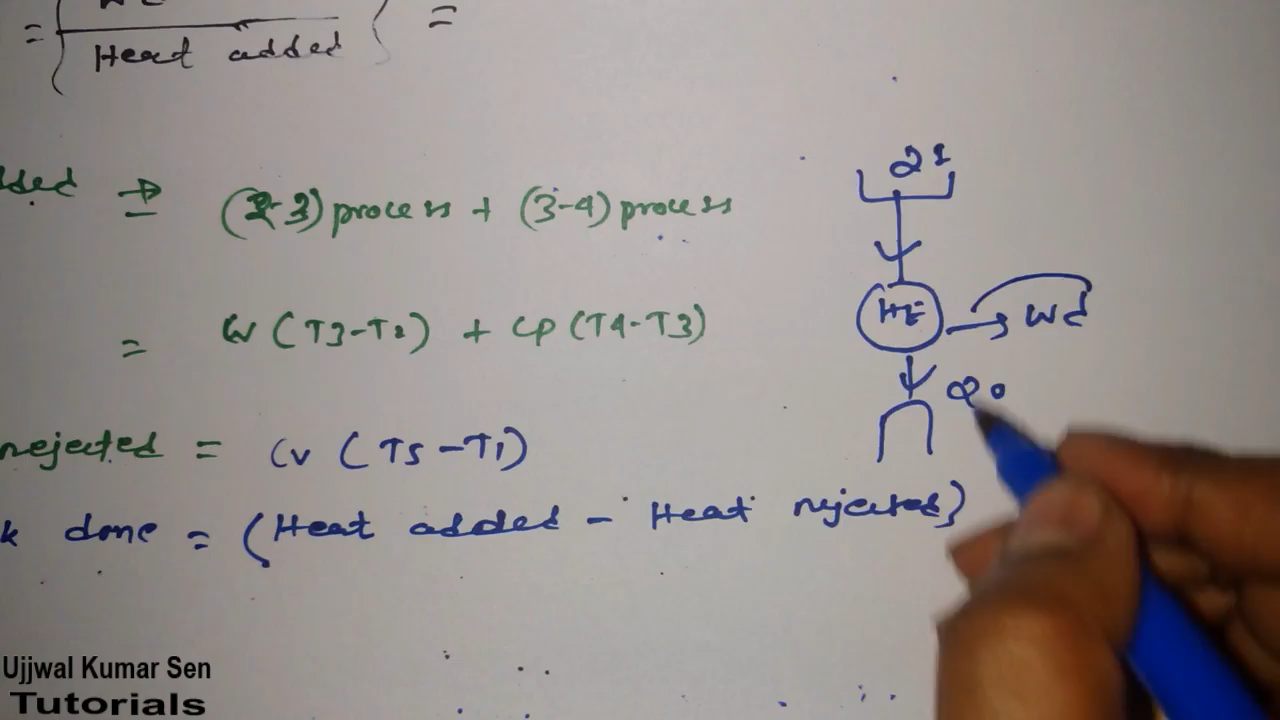 =
Heat added
=
⇒ (2-3) process + (3-4) process
= Cv (T3-T2) + Cp (T4-T3)
rejected = Cv (T5-T1)
k done = (Heat added - Heat rejected)
Q1
HE → Wd
Q0
Ujjwal Kumar Sen
Tutorials